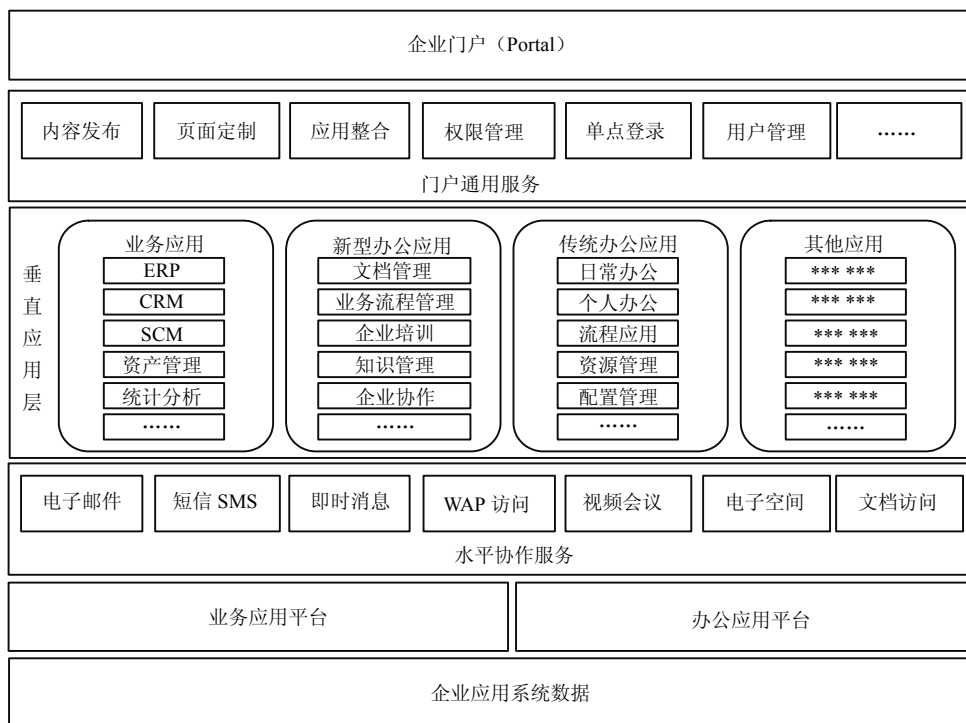 企业门户（Portal）
内容发布
页面定制
应用整合
权限管理
单点登录
用户管理
……
门户通用服务
垂直应用层
业务应用
ERP
CRM
SCM
资产管理
统计分析
……
新型办公应用
文档管理
业务流程管理
企业培训
知识管理
企业协作
……
传统办公应用
日常办公
个人办公
流程应用
资源管理
配置管理
……
其他应用
*** ***
*** ***
*** ***
*** ***
*** ***
……
电子邮件
短信 SMS
即时消息
WAP 访问
视频会议
电子空间
文档访问
水平协作服务
业务应用平台
办公应用平台
企业应用系统数据